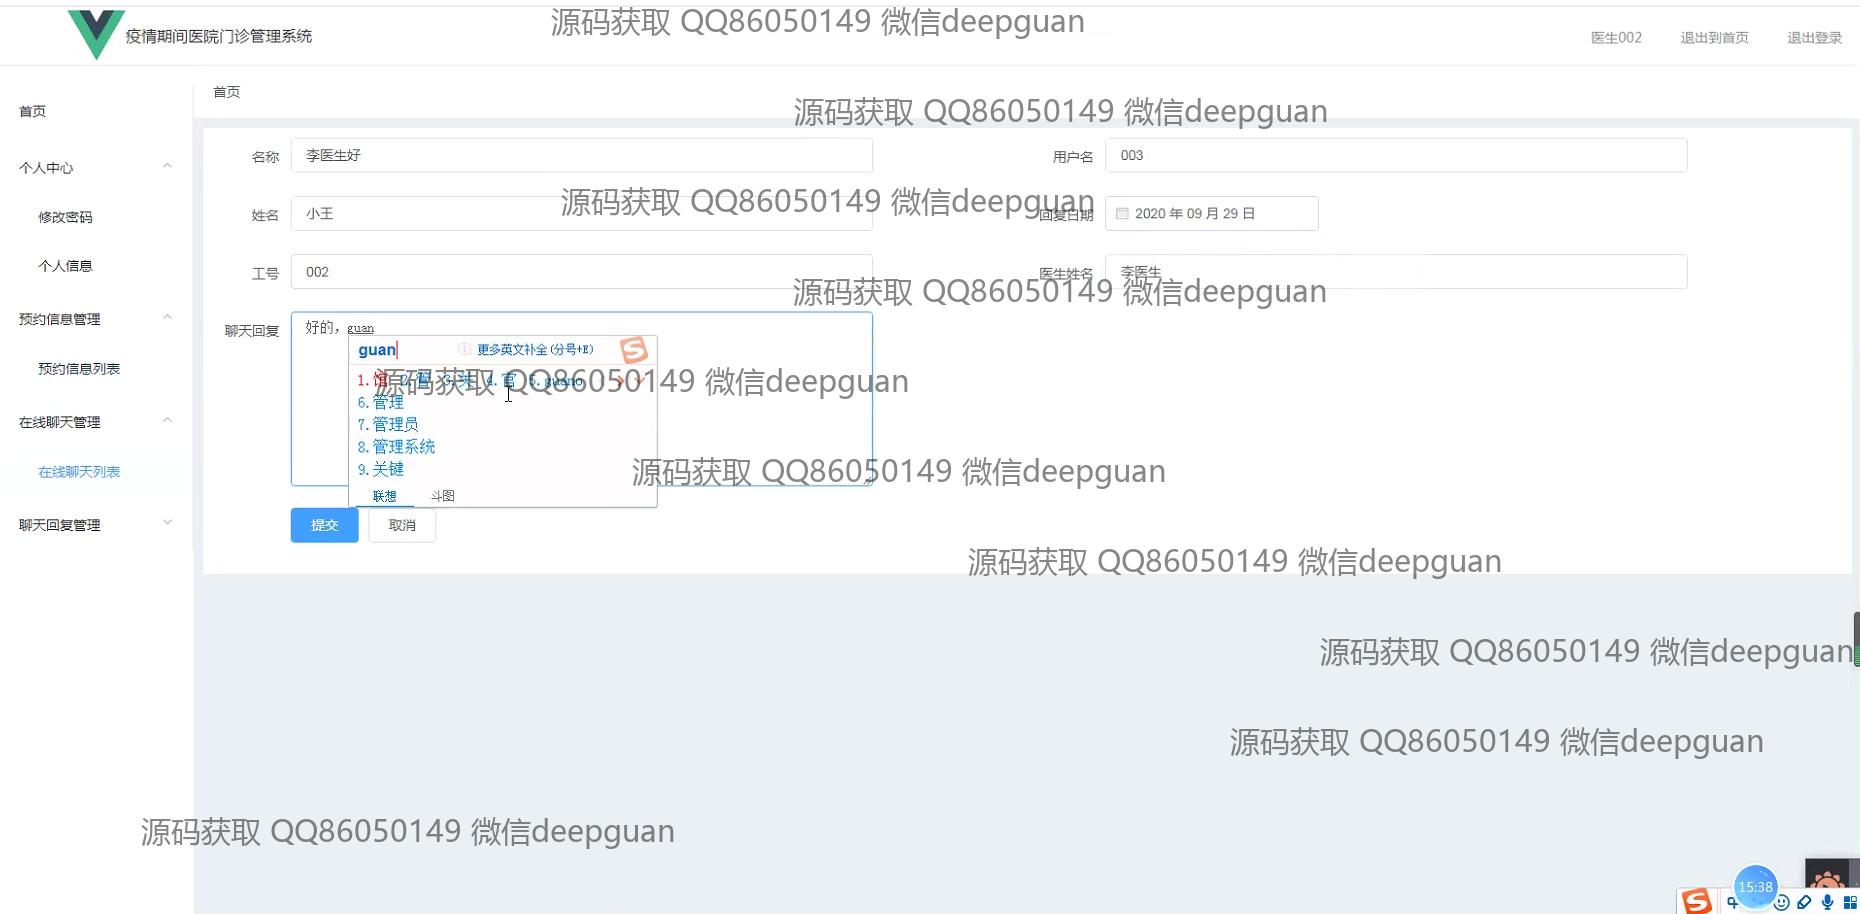 源码获取 QQ86050149 微信deepguan
疫情期间医院门诊管理系统
医生002 退出到首页 退出登录
首页
首页
源码获取 QQ86050149 微信deepguan
个人中心
修改密码
个人信息
预约信息管理
预约信息列表
在线聊天管理
在线聊天列表
聊天回复管理
名称 李医生好
用户名 003
源码获取 QQ86050149 微信deepguan
姓名 小王
回复日期 2020 年 09 月 29 日
工号 002
医生姓名 李医生
源码获取 QQ86050149 微信deepguan
聊天回复 好的，guan
guan 更多英文补全(分号+E)
1.馆 2.管 3.关 4.官 5.guano
源码获取 QQ86050149 微信deepguan
6.管理
7.管理员
8.管理系统
9.关键
源码获取 QQ86050149 微信deepguan
联想 斗图
提交 取消
源码获取 QQ86050149 微信deepguan
源码获取 QQ86050149 微信deepguan
源码获取 QQ86050149 微信deepguan
源码获取 QQ86050149 微信deepguan
15:38